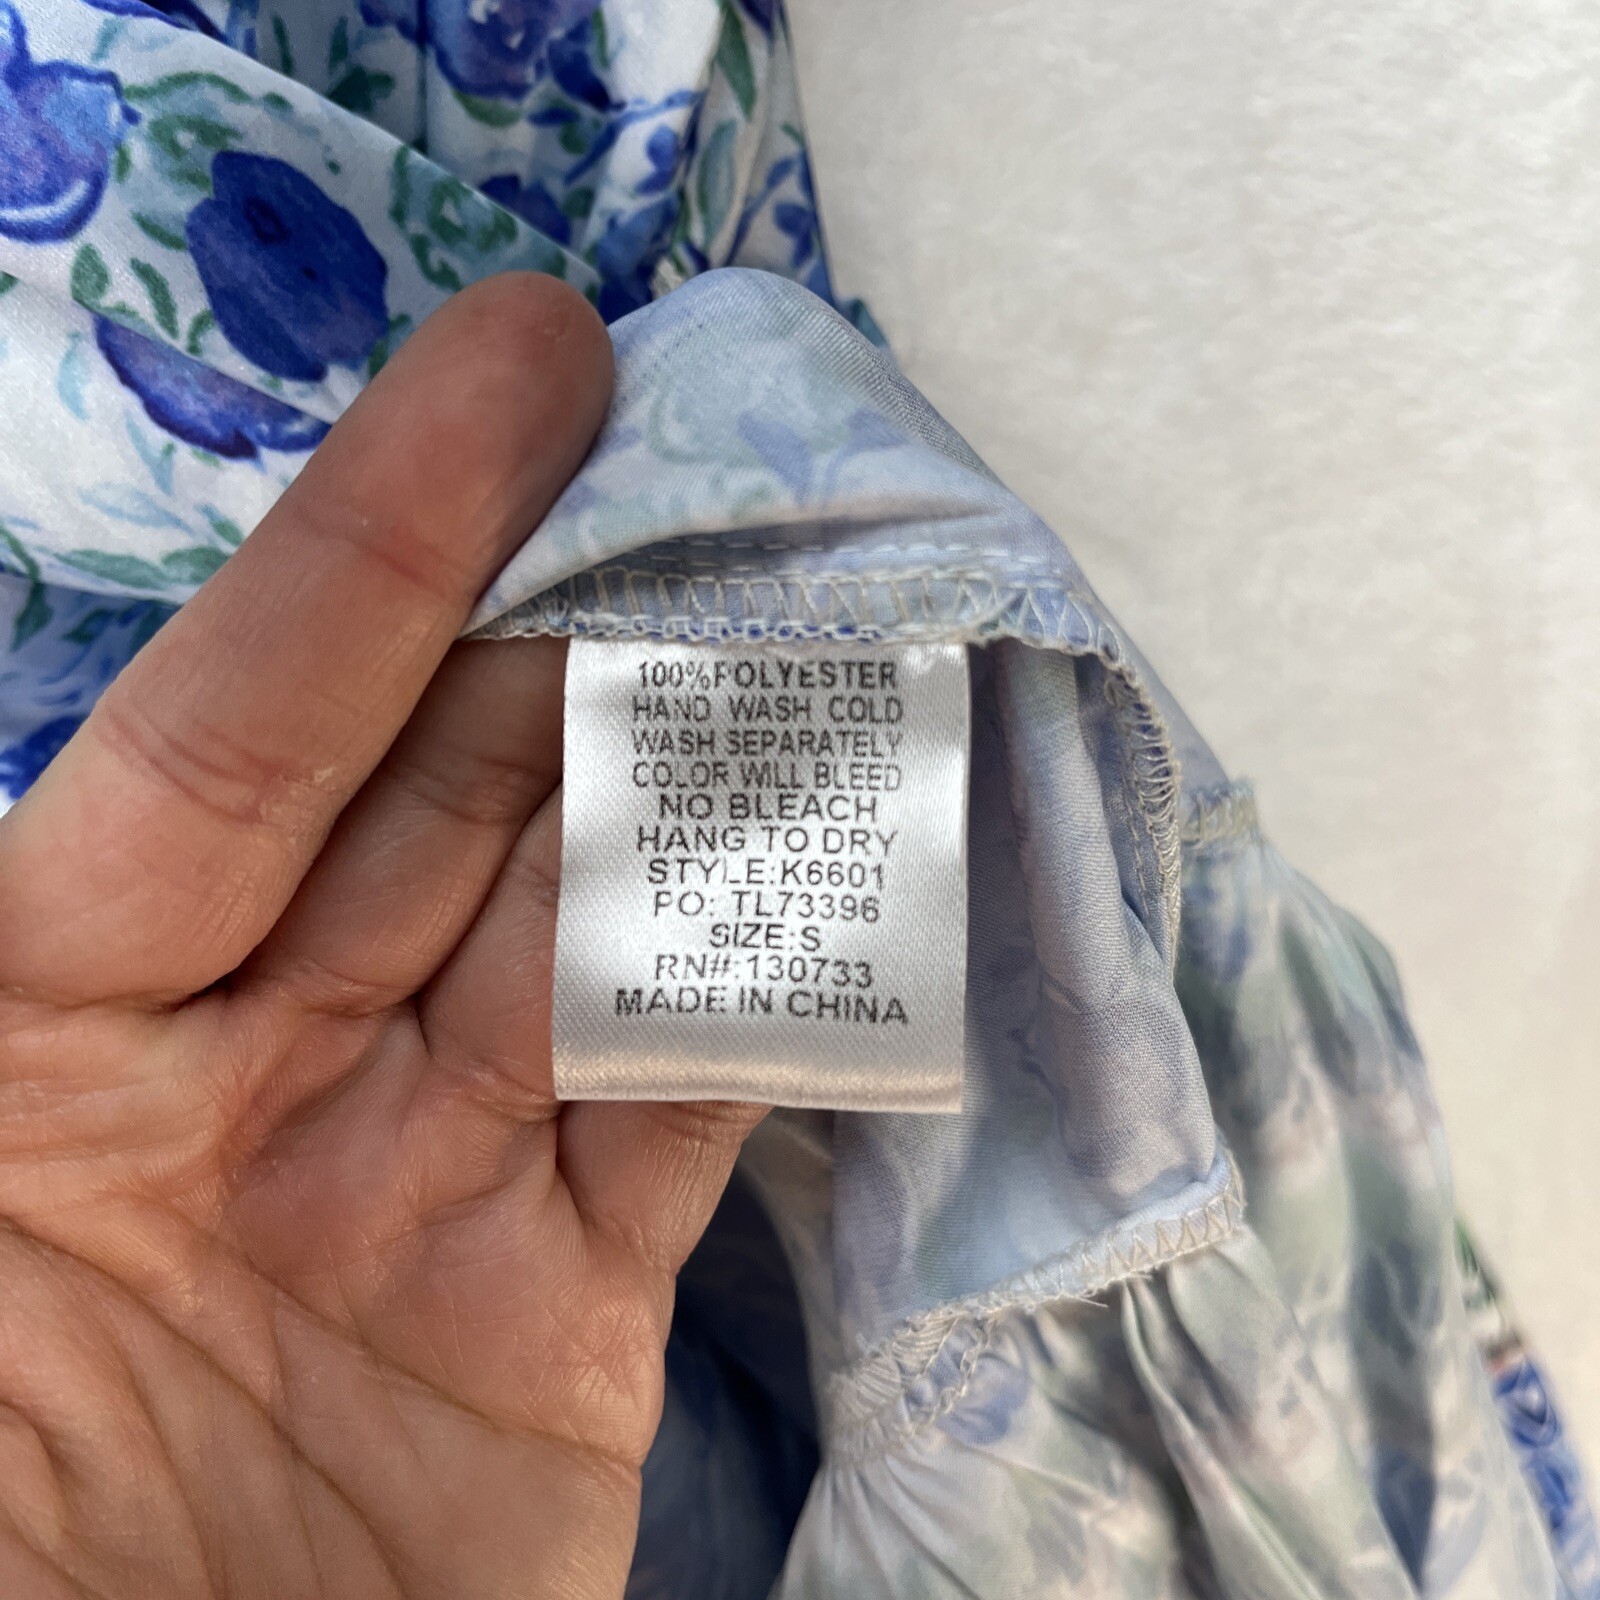 100%POLYESTER
HAND WASH COLD
WASH SEPARATELY
COLOR WILL BLEED
NO BLEACH
HANG TO DRY
STYLE:K6601
PO: TL73396
SIZE:S
RN#:130733
MADE IN CHINA